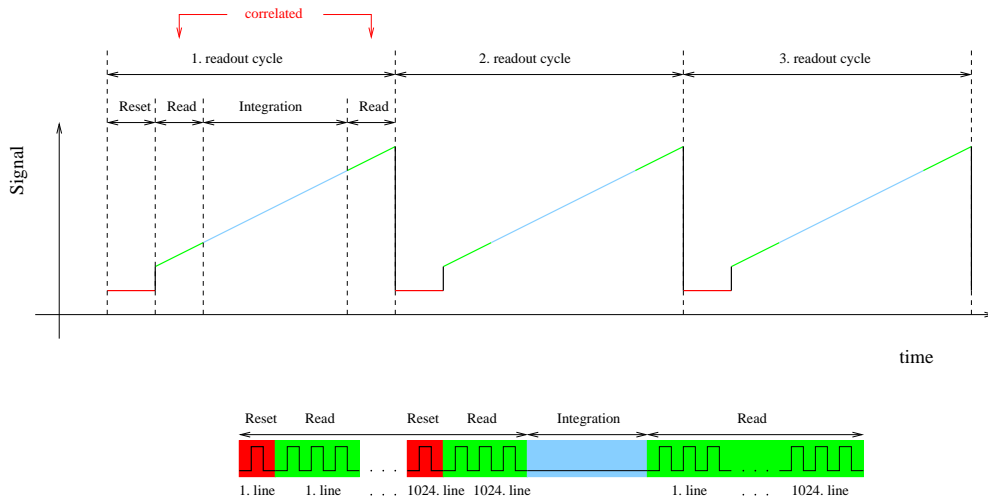 correlated
1. readout cycle 2. readout cycle 3. readout cycle
Reset Read Integration Read
Signal
time
Reset Read Reset Read Integration Read
1. line 1. line . . . 1024. line 1024. line 1. line . . . 1024. line